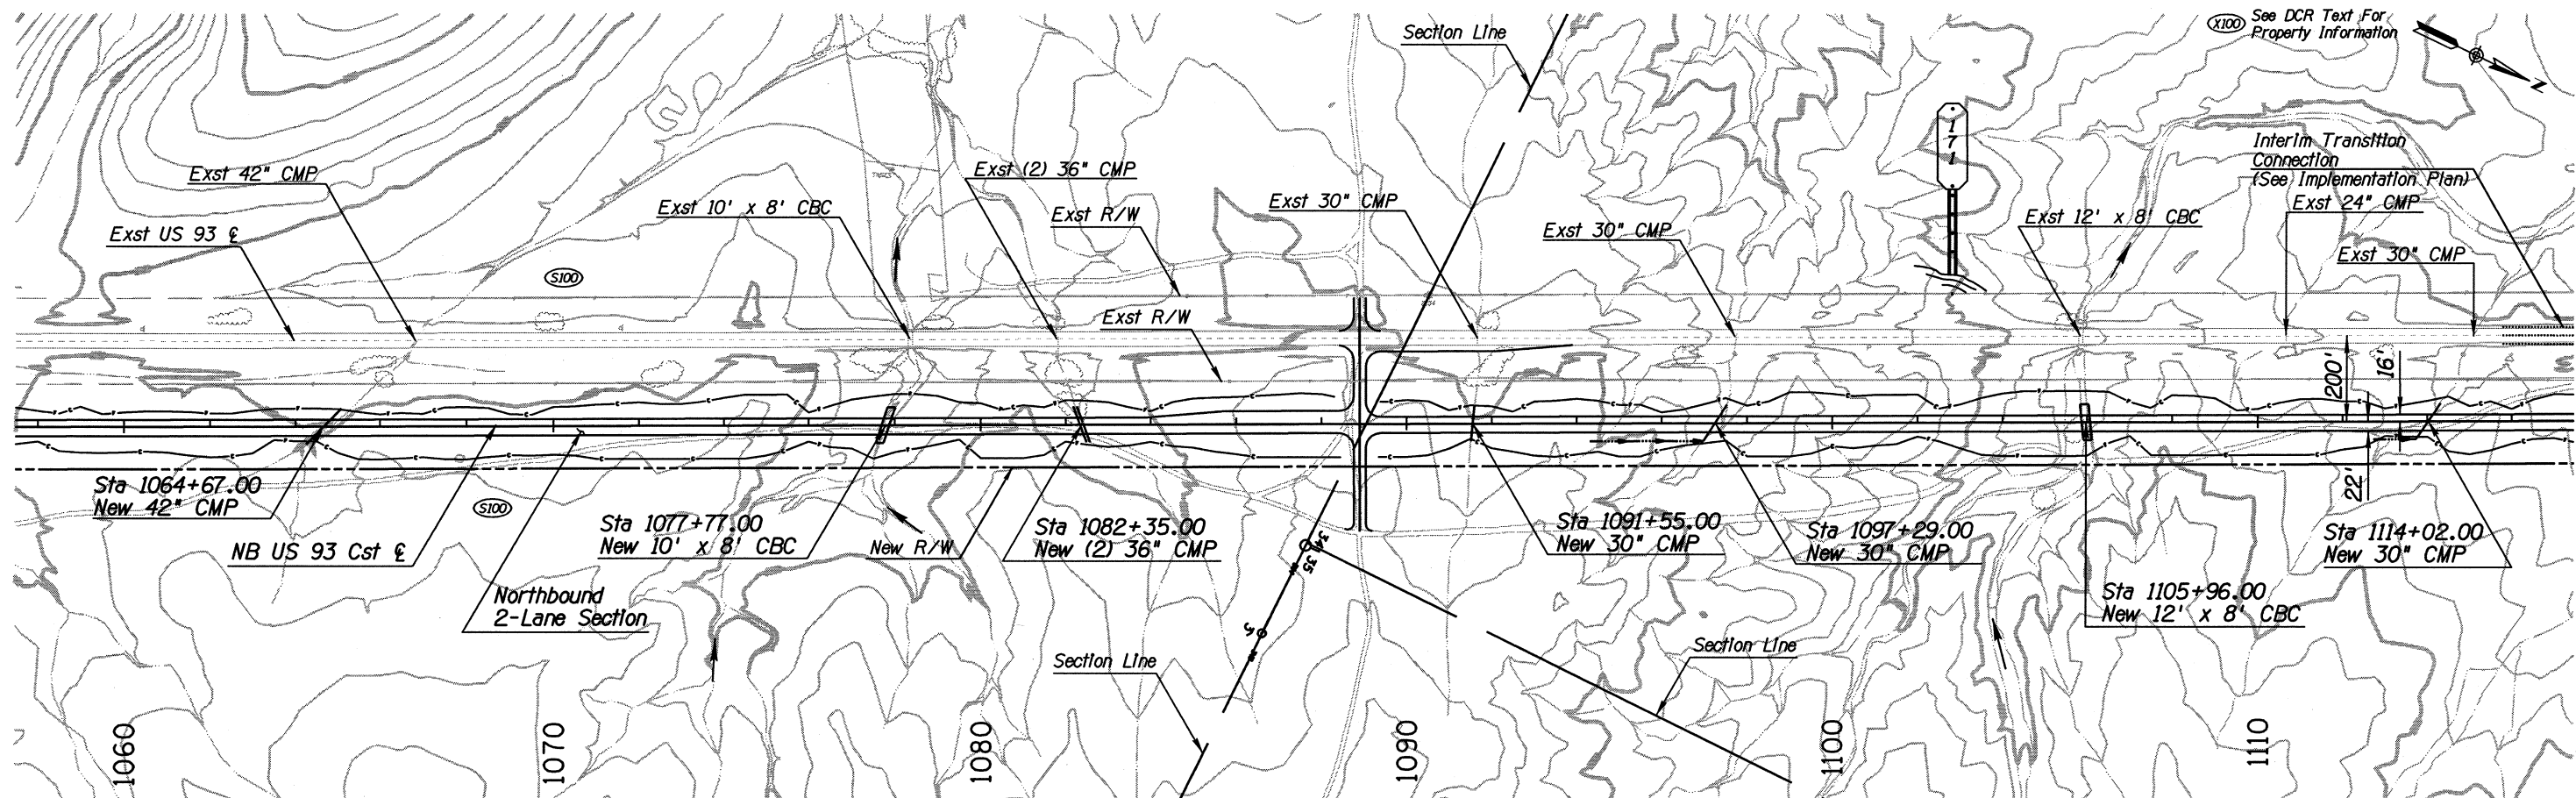 Section Line
X100 See DCR Text For
Property Information
N
1
7
1
Interim Transition
Connection
(See Implementation Plan)
Exst 42" CMP
Exst (2) 36" CMP
Exst 10' x 8' CBC
Exst R/W
Exst 30" CMP
Exst 30" CMP
Exst 12' x 8' CBC
Exst 24" CMP
Exst 30" CMP
Exst US 93 ℄
S100
Exst R/W
200'
16'
22'
Sta 1064+67.00
New 42" CMP
S100
NB US 93 Cst ℄
Northbound
2-Lane Section
Sta 1077+77.00
New 10' x 8' CBC
New R/W
Sta 1082+35.00
New (2) 36" CMP
34
35
Sta 1091+55.00
New 30" CMP
Sta 1097+29.00
New 30" CMP
Sta 1105+96.00
New 12' x 8' CBC
Sta 1114+02.00
New 30" CMP
Section Line
Section Line
1060
1070
1080
1090
1100
1110